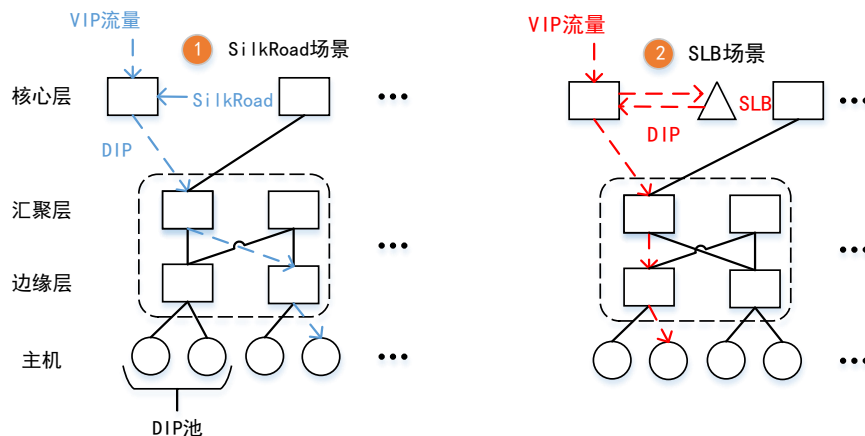 VIP流量
1 SilkRoad场景
核心层
SilkRoad
DIP
汇聚层
边缘层
主机
DIP池
VIP流量
2 SLB场景
SLB
DIP